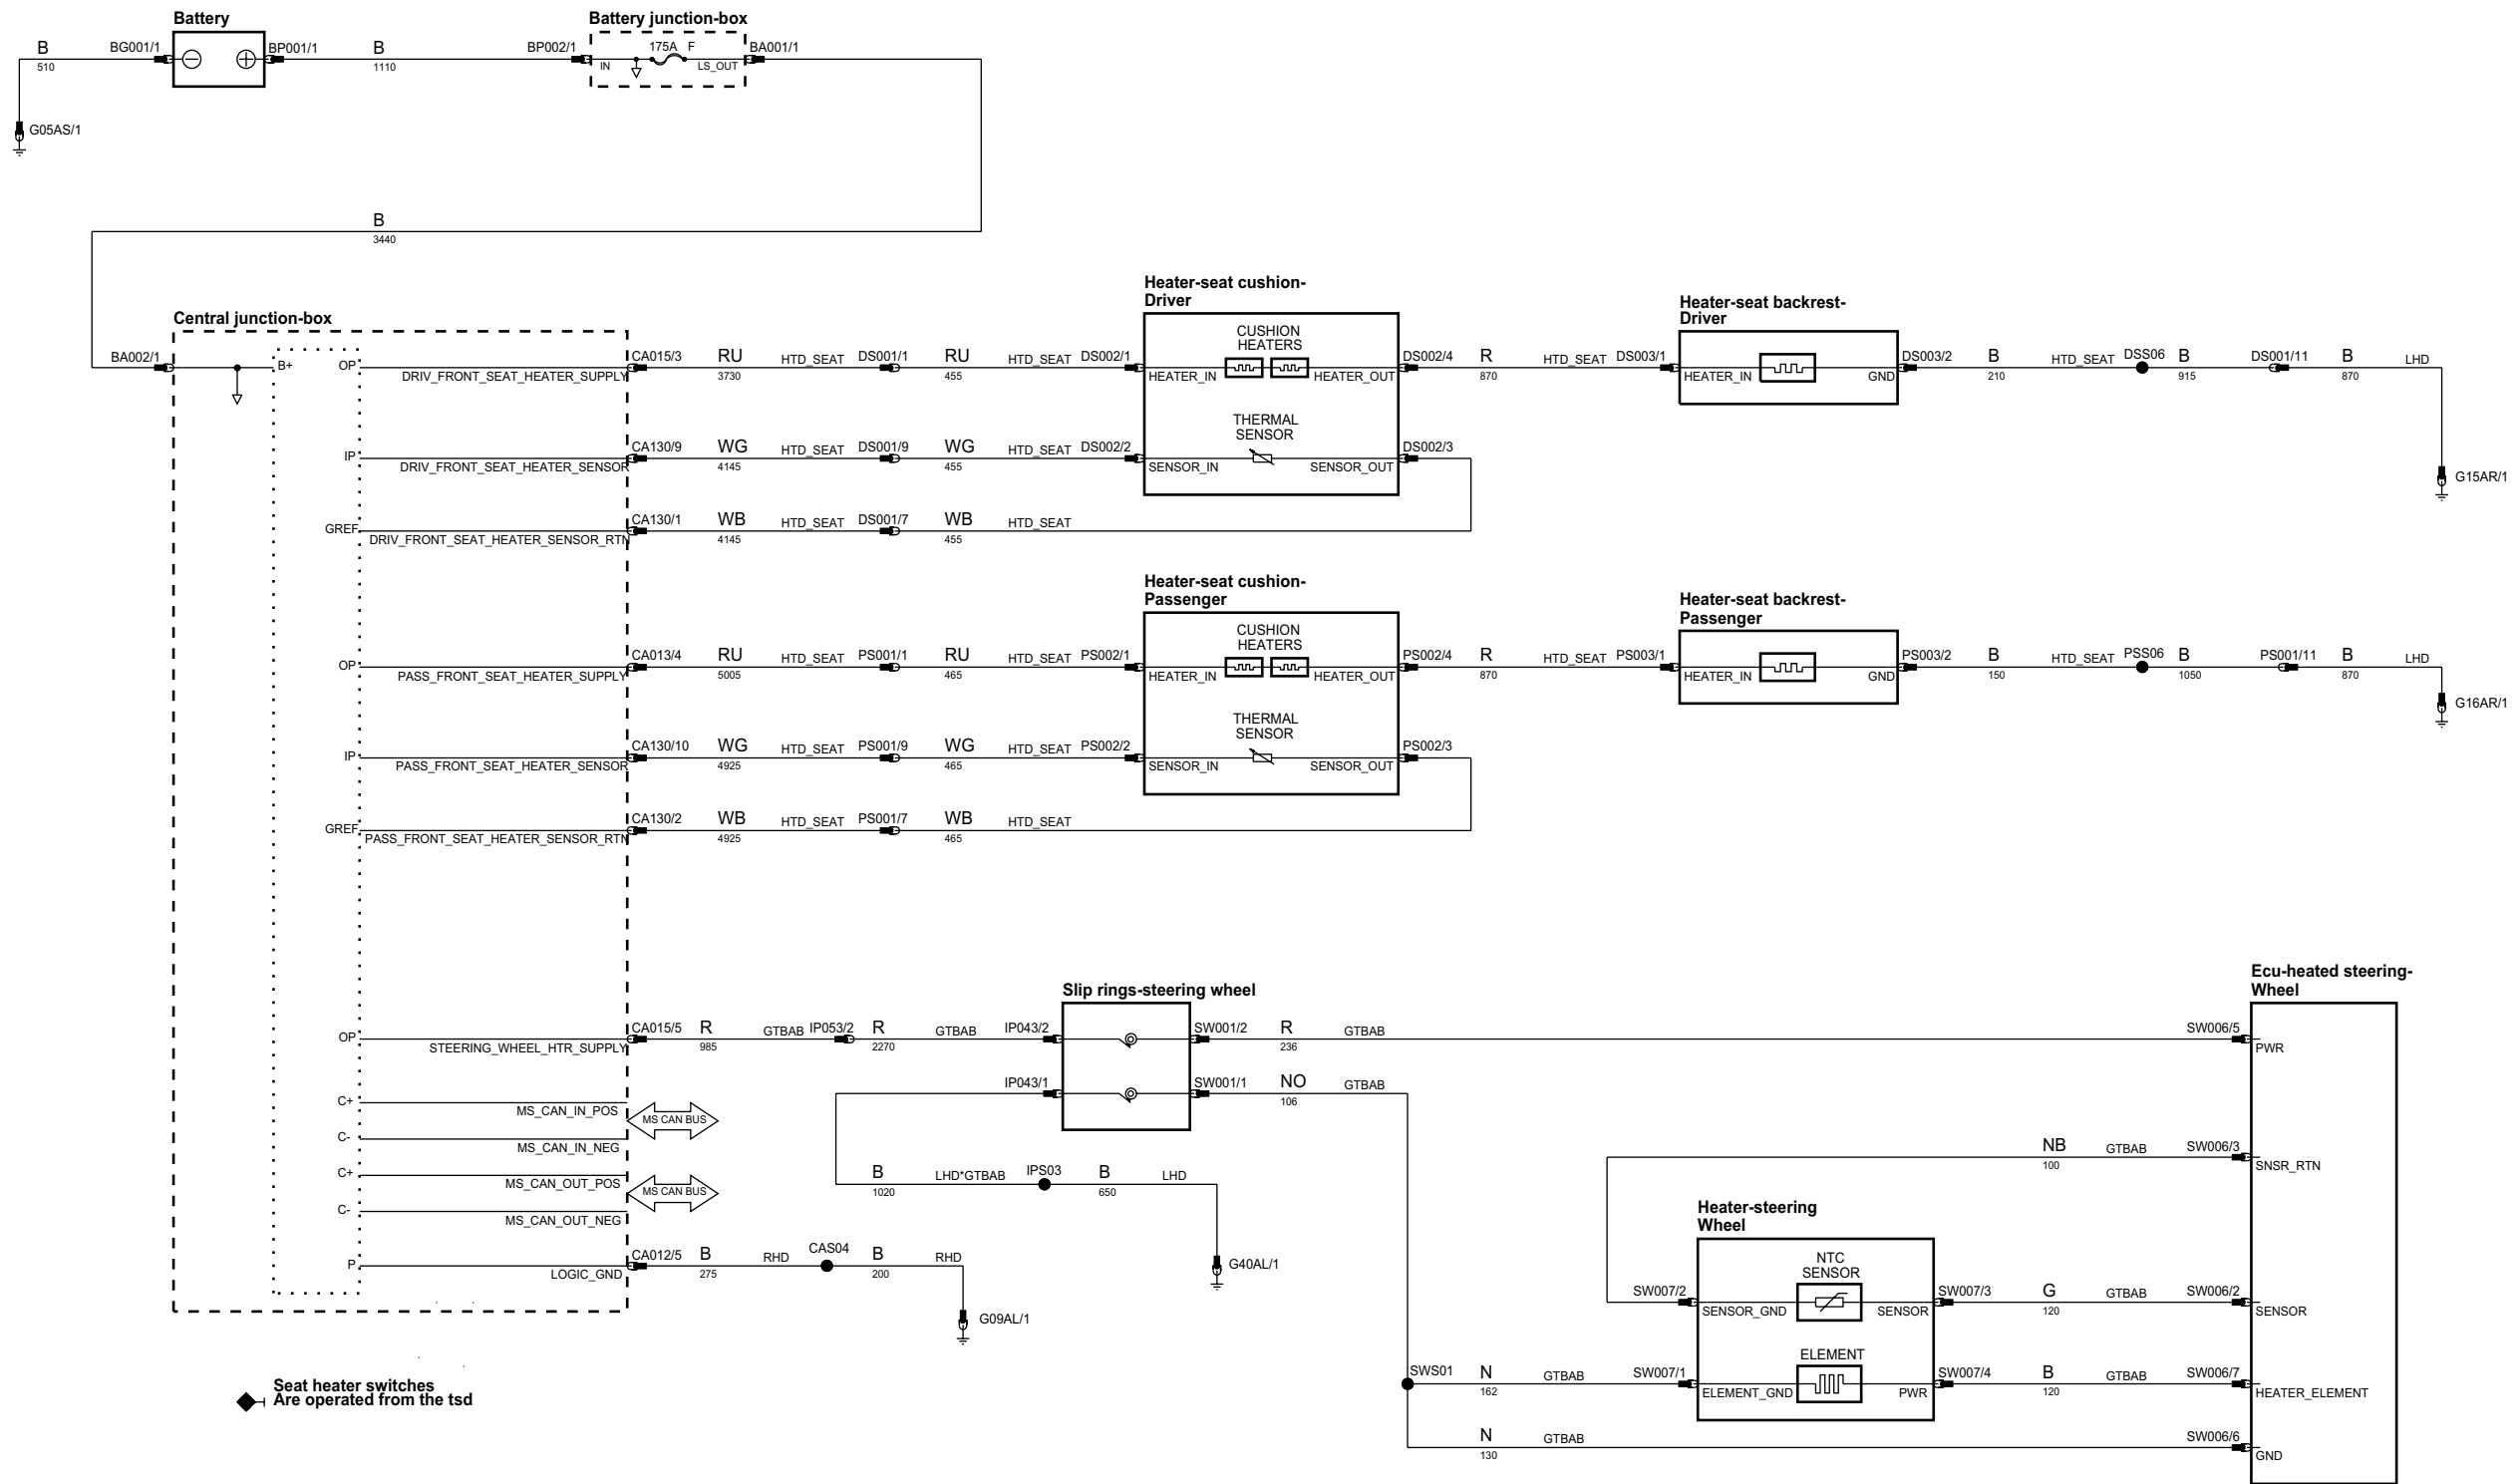 Battery
Battery junction-box
B
510
BG001/1
BP001/1
B
1110
BP002/1
175A F
IN
LS_OUT
BA001/1
G05AS/1
B
3440
Central junction-box
BA002/1
B+
OP
DRIV_FRONT_SEAT_HEATER_SUPPLY
CA015/3
RU
3730
HTD_SEAT
DS001/1
RU
455
HTD_SEAT
DS002/1
Heater-seat cushion-
Driver
CUSHION
HEATERS
HEATER_IN
HEATER_OUT
DS002/4
R
870
HTD_SEAT
DS003/1
Heater-seat backrest-
Driver
HEATER_IN
GND
DS003/2
B
210
HTD_SEAT
DSS06
B
915
DS001/11
B
870
LHD
G15AR/1
IP
DRIV_FRONT_SEAT_HEATER_SENSOR
CA130/9
WG
4145
HTD_SEAT
DS001/9
WG
455
HTD_SEAT
DS002/2
THERMAL
SENSOR
SENSOR_IN
SENSOR_OUT
DS002/3
GREF
DRIV_FRONT_SEAT_HEATER_SENSOR_RTN
CA130/1
WB
4145
HTD_SEAT
DS001/7
WB
455
HTD_SEAT
Heater-seat cushion-
Passenger
CUSHION
HEATERS
OP
PASS_FRONT_SEAT_HEATER_SUPPLY
CA013/4
RU
5005
HTD_SEAT
PS001/1
RU
465
HTD_SEAT
PS002/1
HEATER_IN
HEATER_OUT
PS002/4
R
870
HTD_SEAT
PS003/1
Heater-seat backrest-
Passenger
HEATER_IN
GND
PS003/2
B
150
HTD_SEAT
PSS06
B
1050
PS001/11
B
870
LHD
G16AR/1
IP
PASS_FRONT_SEAT_HEATER_SENSOR
CA130/10
WG
4925
HTD_SEAT
PS001/9
WG
465
HTD_SEAT
PS002/2
THERMAL
SENSOR
SENSOR_IN
SENSOR_OUT
PS002/3
GREF
PASS_FRONT_SEAT_HEATER_SENSOR_RTN
CA130/2
WB
4925
HTD_SEAT
PS001/7
WB
465
HTD_SEAT
Slip rings-steering wheel
Ecu-heated steering-
Wheel
OP
STEERING_WHEEL_HTR_SUPPLY
CA015/5
R
985
GTBAB
IP053/2
R
2270
GTBAB
IP043/2
SW001/2
R
236
GTBAB
SW006/5
PWR
IP043/1
SW001/1
NO
106
GTBAB
C+
MS_CAN_IN_POS
MS CAN BUS
C-
MS_CAN_IN_NEG
C+
MS_CAN_OUT_POS
MS CAN BUS
C-
MS_CAN_OUT_NEG
B
1020
LHD*GTBAB
IPS03
B
650
LHD
G40AL/1
NB
100
GTBAB
SW006/3
SNSR_RTN
P
LOGIC_GND
CA012/5
B
275
RHD
CAS04
B
200
RHD
G09AL/1
Heater-steering
Wheel
NTC
SENSOR
SW007/2
SENSOR_GND
SENSOR
SW007/3
G
120
GTBAB
SW006/2
SENSOR
SWS01
N
162
GTBAB
SW007/1
ELEMENT
ELEMENT_GND
PWR
SW007/4
B
120
GTBAB
SW006/7
HEATER_ELEMENT
N
130
GTBAB
SW006/6
GND
Seat heater switches
Are operated from the tsd